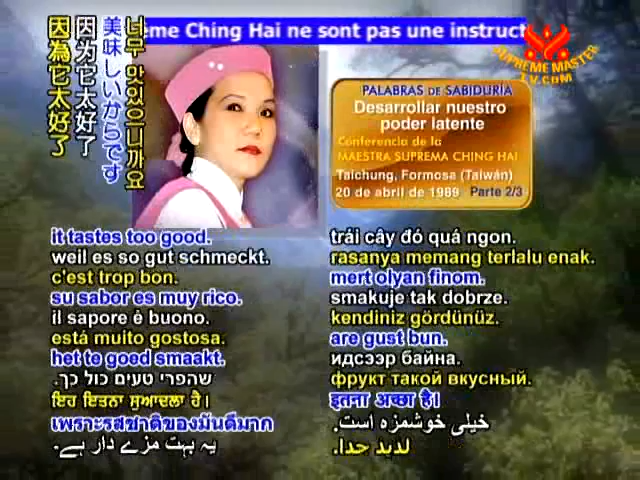 eme Ching Hai ne sont pas une instruct
SUPREME MASTER
TV.COM
因為它太好了
因为它太好了
美味しいからです
너무 맛있으니까요
PALABRAS DE SABIDURÍA
Desarrollar nuestro
poder latente
Conferencia de la
MAESTRA SUPREMA CHING HAI
Taichung, Formosa (Taiwán)
20 de abril de 1989 Parte 2/3
it tastes too good.
weil es so gut schmeckt.
c'est trop bon.
su sabor es muy rico.
il sapore è buono.
está muito gostosa.
het te goed smaakt.
שהפרי טעים כול כך.
ਇਹ ਇਤਨਾ ਸੁਆਦਲਾ ਹੈ।
เพราะรสชาติของมันดีมาก
یہ بہت مزے دار ہے.
trái cây đó quá ngon.
rasanya memang terlalu enak.
mert olyan finom.
smakuje tak dobrze.
kendiniz gördünüz.
are gust bun.
идсээр байна.
фрукт такой вкусный.
इतना अच्छा है।
خیلی خوشمزه است.
لذيذ جدا.